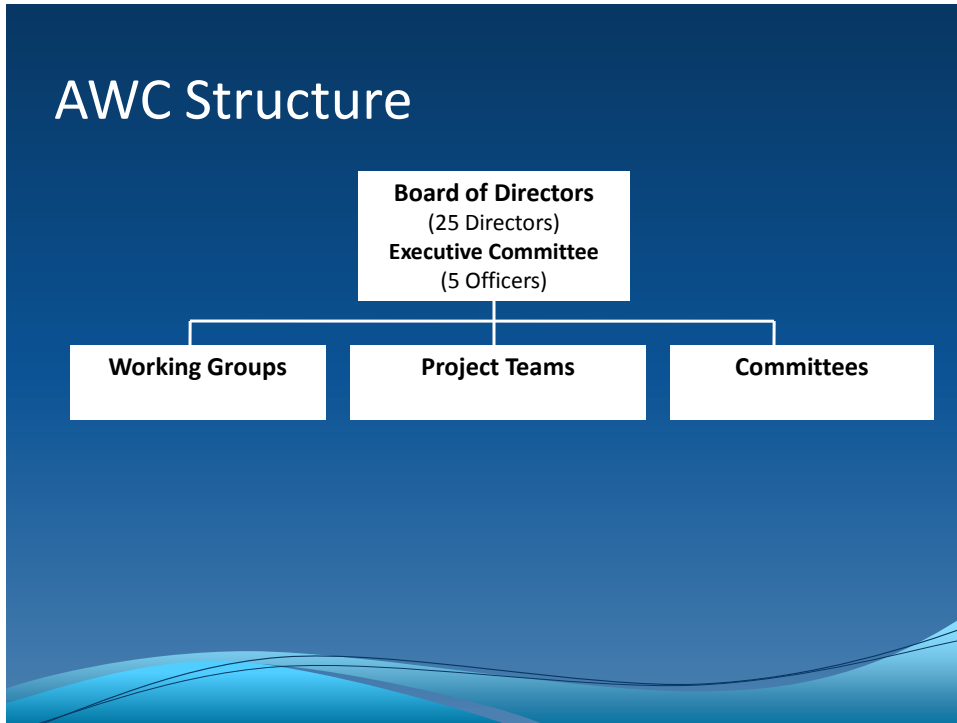 AWC Structure
Board of Directors
(25 Directors)
Executive Committee
(5 Officers)
Working Groups
Project Teams
Committees